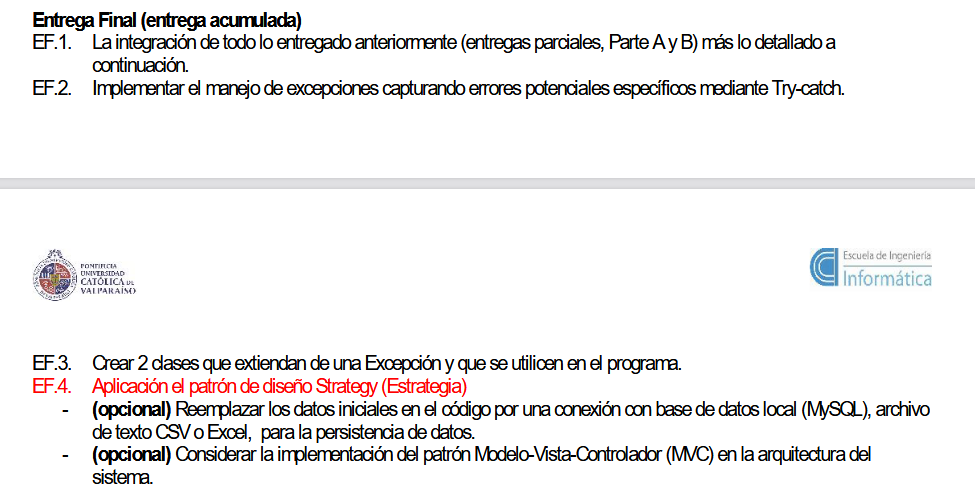 Entrega Final (entrega acumulada)
EF.1. La integración de todo lo entregado anteriormente (entregas parciales, Parte A y B) más lo detallado a
continuación.
EF.2. Implementar el manejo de excepciones capturando errores potenciales específicos mediante Try-catch.
PONTIFICIA
UNIVERSIDAD
CATÓLICA DE
VALPARAÍSO
Escuela de Ingeniería
Informática
EF.3. Crear 2 clases que extiendan de una Excepción y que se utilicen en el programa.
EF.4. Aplicación el patrón de diseño Strategy (Estrategia)
- (opcional) Reemplazar los datos iniciales en el código por una conexión con base de datos local (MySQL), archivo
de texto CSV o Excel, para la persistencia de datos.
- (opcional) Considerar la implementación del patrón Modelo-Vista-Controlador (MVC) en la arquitectura del
sistema.